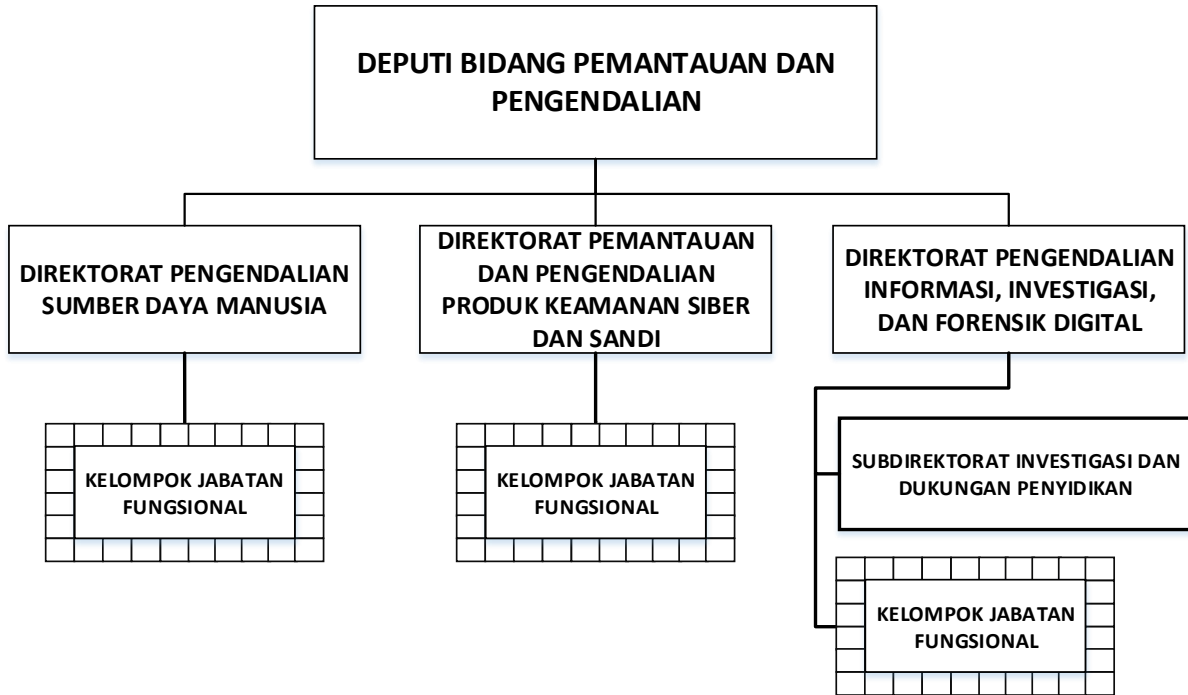 DEPUTI BIDANG PEMANTAUAN DAN
PENGENDALIAN
DIREKTORAT PENGENDALIAN
SUMBER DAYA MANUSIA
DIREKTORAT PEMANTAUAN
DAN PENGENDALIAN
PRODUK KEAMANAN SIBER
DAN SANDI
DIREKTORAT PENGENDALIAN
INFORMASI, INVESTIGASI,
DAN FORENSIK DIGITAL
KELOMPOK JABATAN
FUNGSIONAL
KELOMPOK JABATAN
FUNGSIONAL
SUBDIREKTORAT INVESTIGASI DAN
DUKUNGAN PENYIDIKAN
KELOMPOK JABATAN
FUNGSIONAL